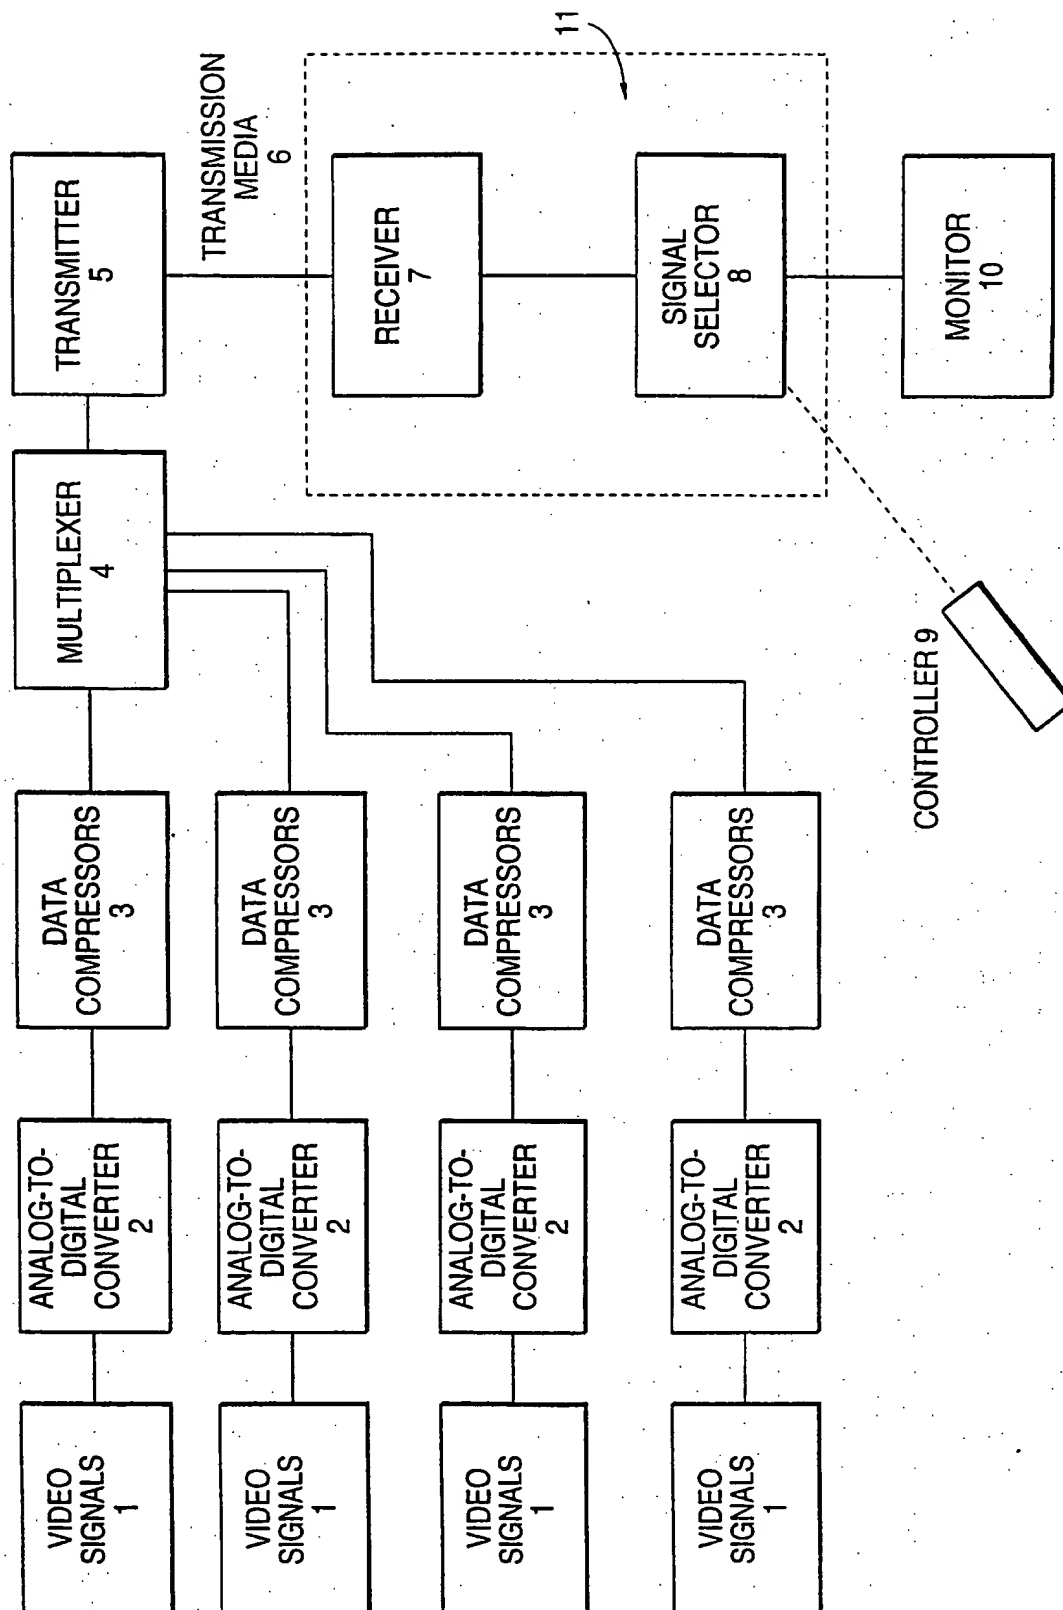 VIDEO
SIGNALS
1
ANALOG-TO-
DIGITAL
CONVERTER
2
DATA
COMPRESSORS
3
MULTIPLEXER
4
TRANSMITTER
5
VIDEO
SIGNALS
1
ANALOG-TO-
DIGITAL
CONVERTER
2
DATA
COMPRESSORS
3
TRANSMISSION
MEDIA
6
VIDEO
SIGNALS
1
ANALOG-TO-
DIGITAL
CONVERTER
2
DATA
COMPRESSORS
3
RECEIVER
7
11
VIDEO
SIGNALS
1
ANALOG-TO-
DIGITAL
CONVERTER
2
DATA
COMPRESSORS
3
SIGNAL
SELECTOR
8
CONTROLLER 9
MONITOR
10